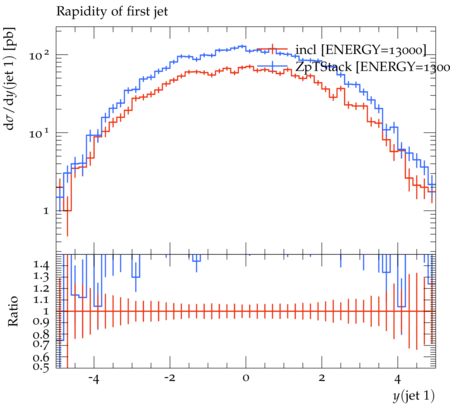 Rapidity of first jet
incl [ENERGY=13000]
ZpTStack [ENERGY=1300
dσ/dy(jet 1) [pb]
10²
10¹
1
Ratio
1.4
1.3
1.2
1.1
1
0.9
0.8
0.7
0.6
0.5
-4 -2 0 2 4
y(jet 1)